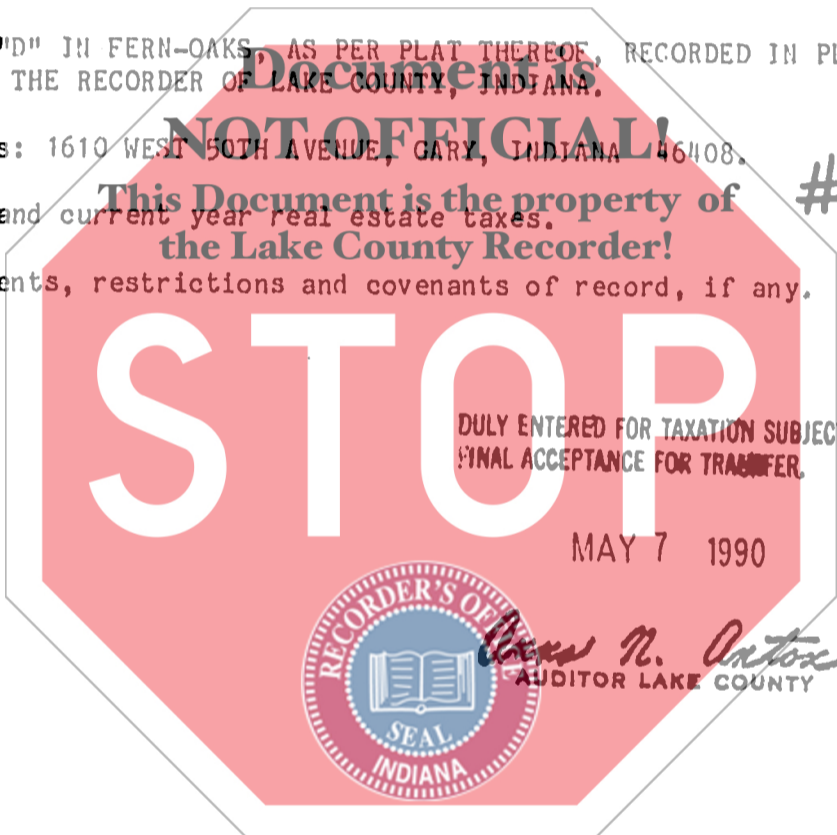 "D" IN FERN-OAKS, AS PER PLAT THEREOF, RECORDED IN PL
THE RECORDER OF LAKE COUNTY, INDIANA.
Document is
NOT OFFICIAL!
s: 1610 WEST 50TH AVENUE, GARY, INDIANA 46408.
#
This Document is the property of
and current year real estate taxes.
the Lake County Recorder!
ents, restrictions and covenants of record, if any.
STOP
DULY ENTERED FOR TAXATION SUBJEC
FINAL ACCEPTANCE FOR TRANSFER.
MAY 7 1990
N.
AUDITOR LAKE COUNTY
RECORDER'S OFFICE
SEAL
INDIANA